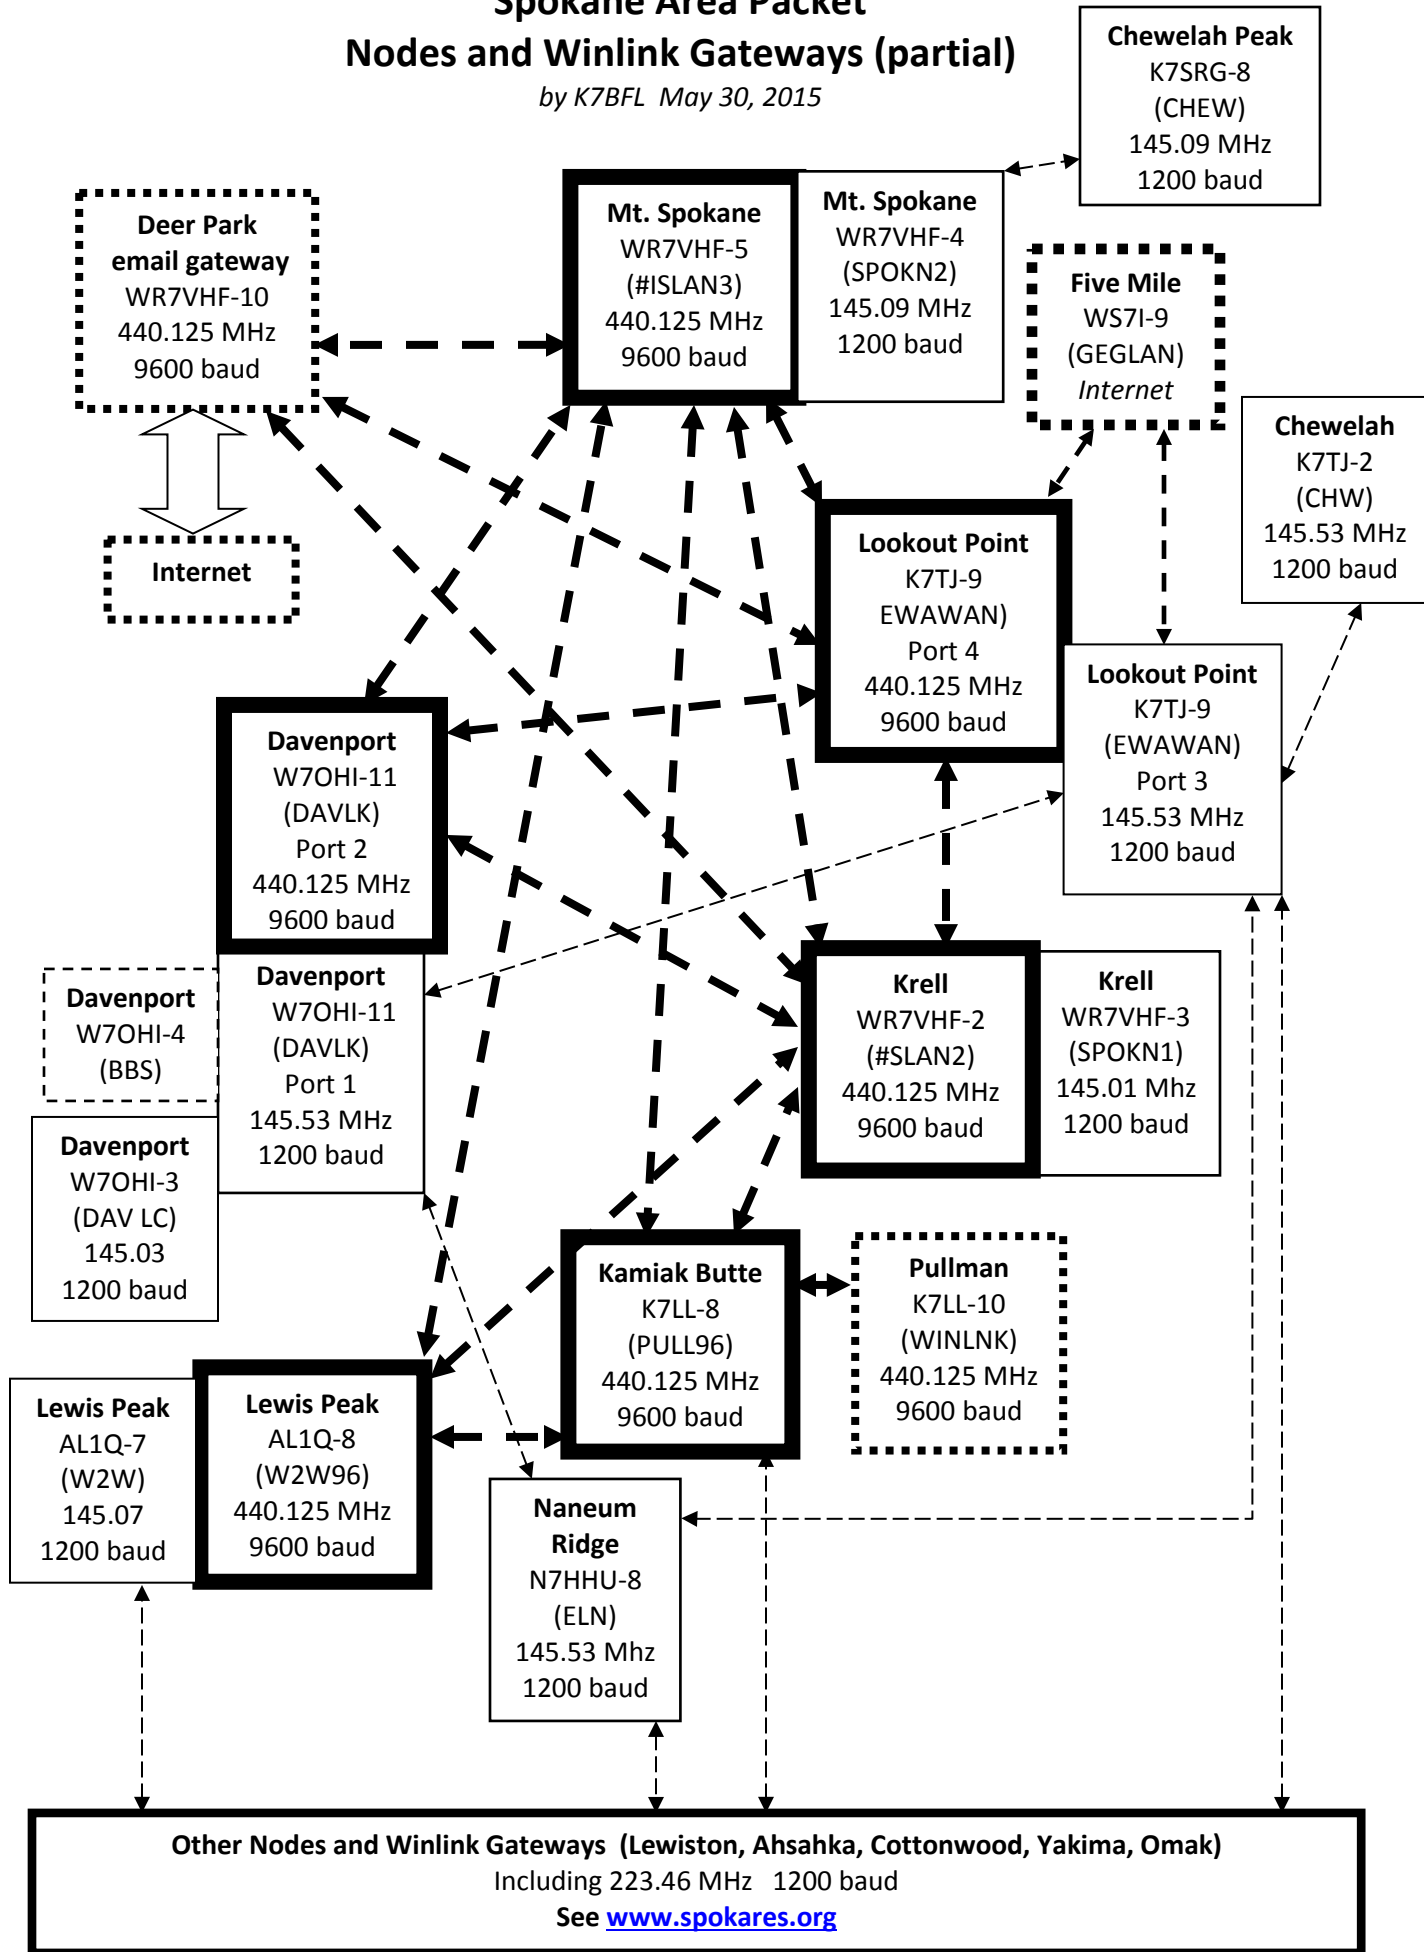 Spokane Area Packet
Nodes and Winlink Gateways (partial)
by K7BFL  May 30, 2015
Chewelah Peak
K7SRG-8
(CHEW)
145.09 MHz
1200 baud
Deer Park
email gateway
WR7VHF-10
440.125 MHz
9600 baud
Mt. Spokane
WR7VHF-5
(#ISLAN3)
440.125 MHz
9600 baud
Mt. Spokane
WR7VHF-4
(SPOKN2)
145.09 MHz
1200 baud
Five Mile
WS7I-9
(GEGLAN)
Internet
Chewelah
K7TJ-2
(CHW)
145.53 MHz
1200 baud
Internet
Lookout Point
K7TJ-9
EWAWAN)
Port 4
440.125 MHz
9600 baud
Lookout Point
K7TJ-9
(EWAWAN)
Port 3
145.53 MHz
1200 baud
Davenport
W7OHI-11
(DAVLK)
Port 2
440.125 MHz
9600 baud
Davenport
W7OHI-4
(BBS)
Davenport
W7OHI-11
(DAVLK)
Port 1
145.53 MHz
1200 baud
Davenport
W7OHI-3
(DAV LC)
145.03
1200 baud
Krell
WR7VHF-2
(#SLAN2)
440.125 MHz
9600 baud
Krell
WR7VHF-3
(SPOKN1)
145.01 Mhz
1200 baud
Kamiak Butte
K7LL-8
(PULL96)
440.125 MHz
9600 baud
Pullman
K7LL-10
(WINLNK)
440.125 MHz
9600 baud
Lewis Peak
AL1Q-7
(W2W)
145.07
1200 baud
Lewis Peak
AL1Q-8
(W2W96)
440.125 MHz
9600 baud
Naneum
Ridge
N7HHU-8
(ELN)
145.53 Mhz
1200 baud
Other Nodes and Winlink Gateways  (Lewiston, Ahsahka, Cottonwood, Yakima, Omak)
Including 223.46 MHz   1200 baud
See www.spokares.org